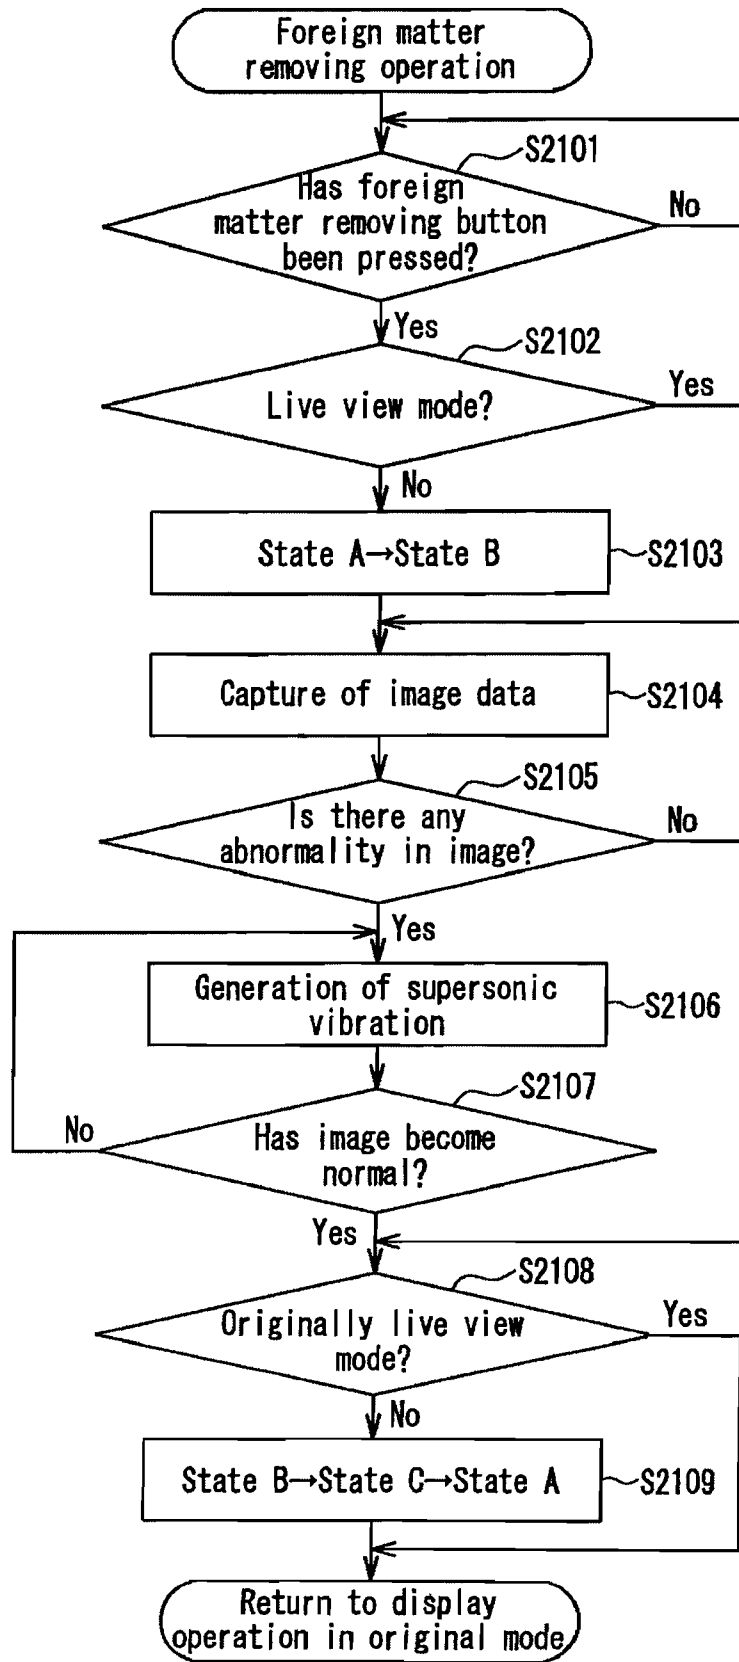 Foreign matter
removing operation
S2101
Has foreign
matter removing button
been pressed?
No
Yes
S2102
Live view mode?
Yes
No
State A→State B
S2103
Capture of image data
S2104
S2105
Is there any
abnormality in image?
No
Yes
Generation of supersonic
vibration
S2106
S2107
Has image become
normal?
No
Yes
S2108
Originally live view
mode?
Yes
No
State B→State C→State A
S2109
Return to display
operation in original mode